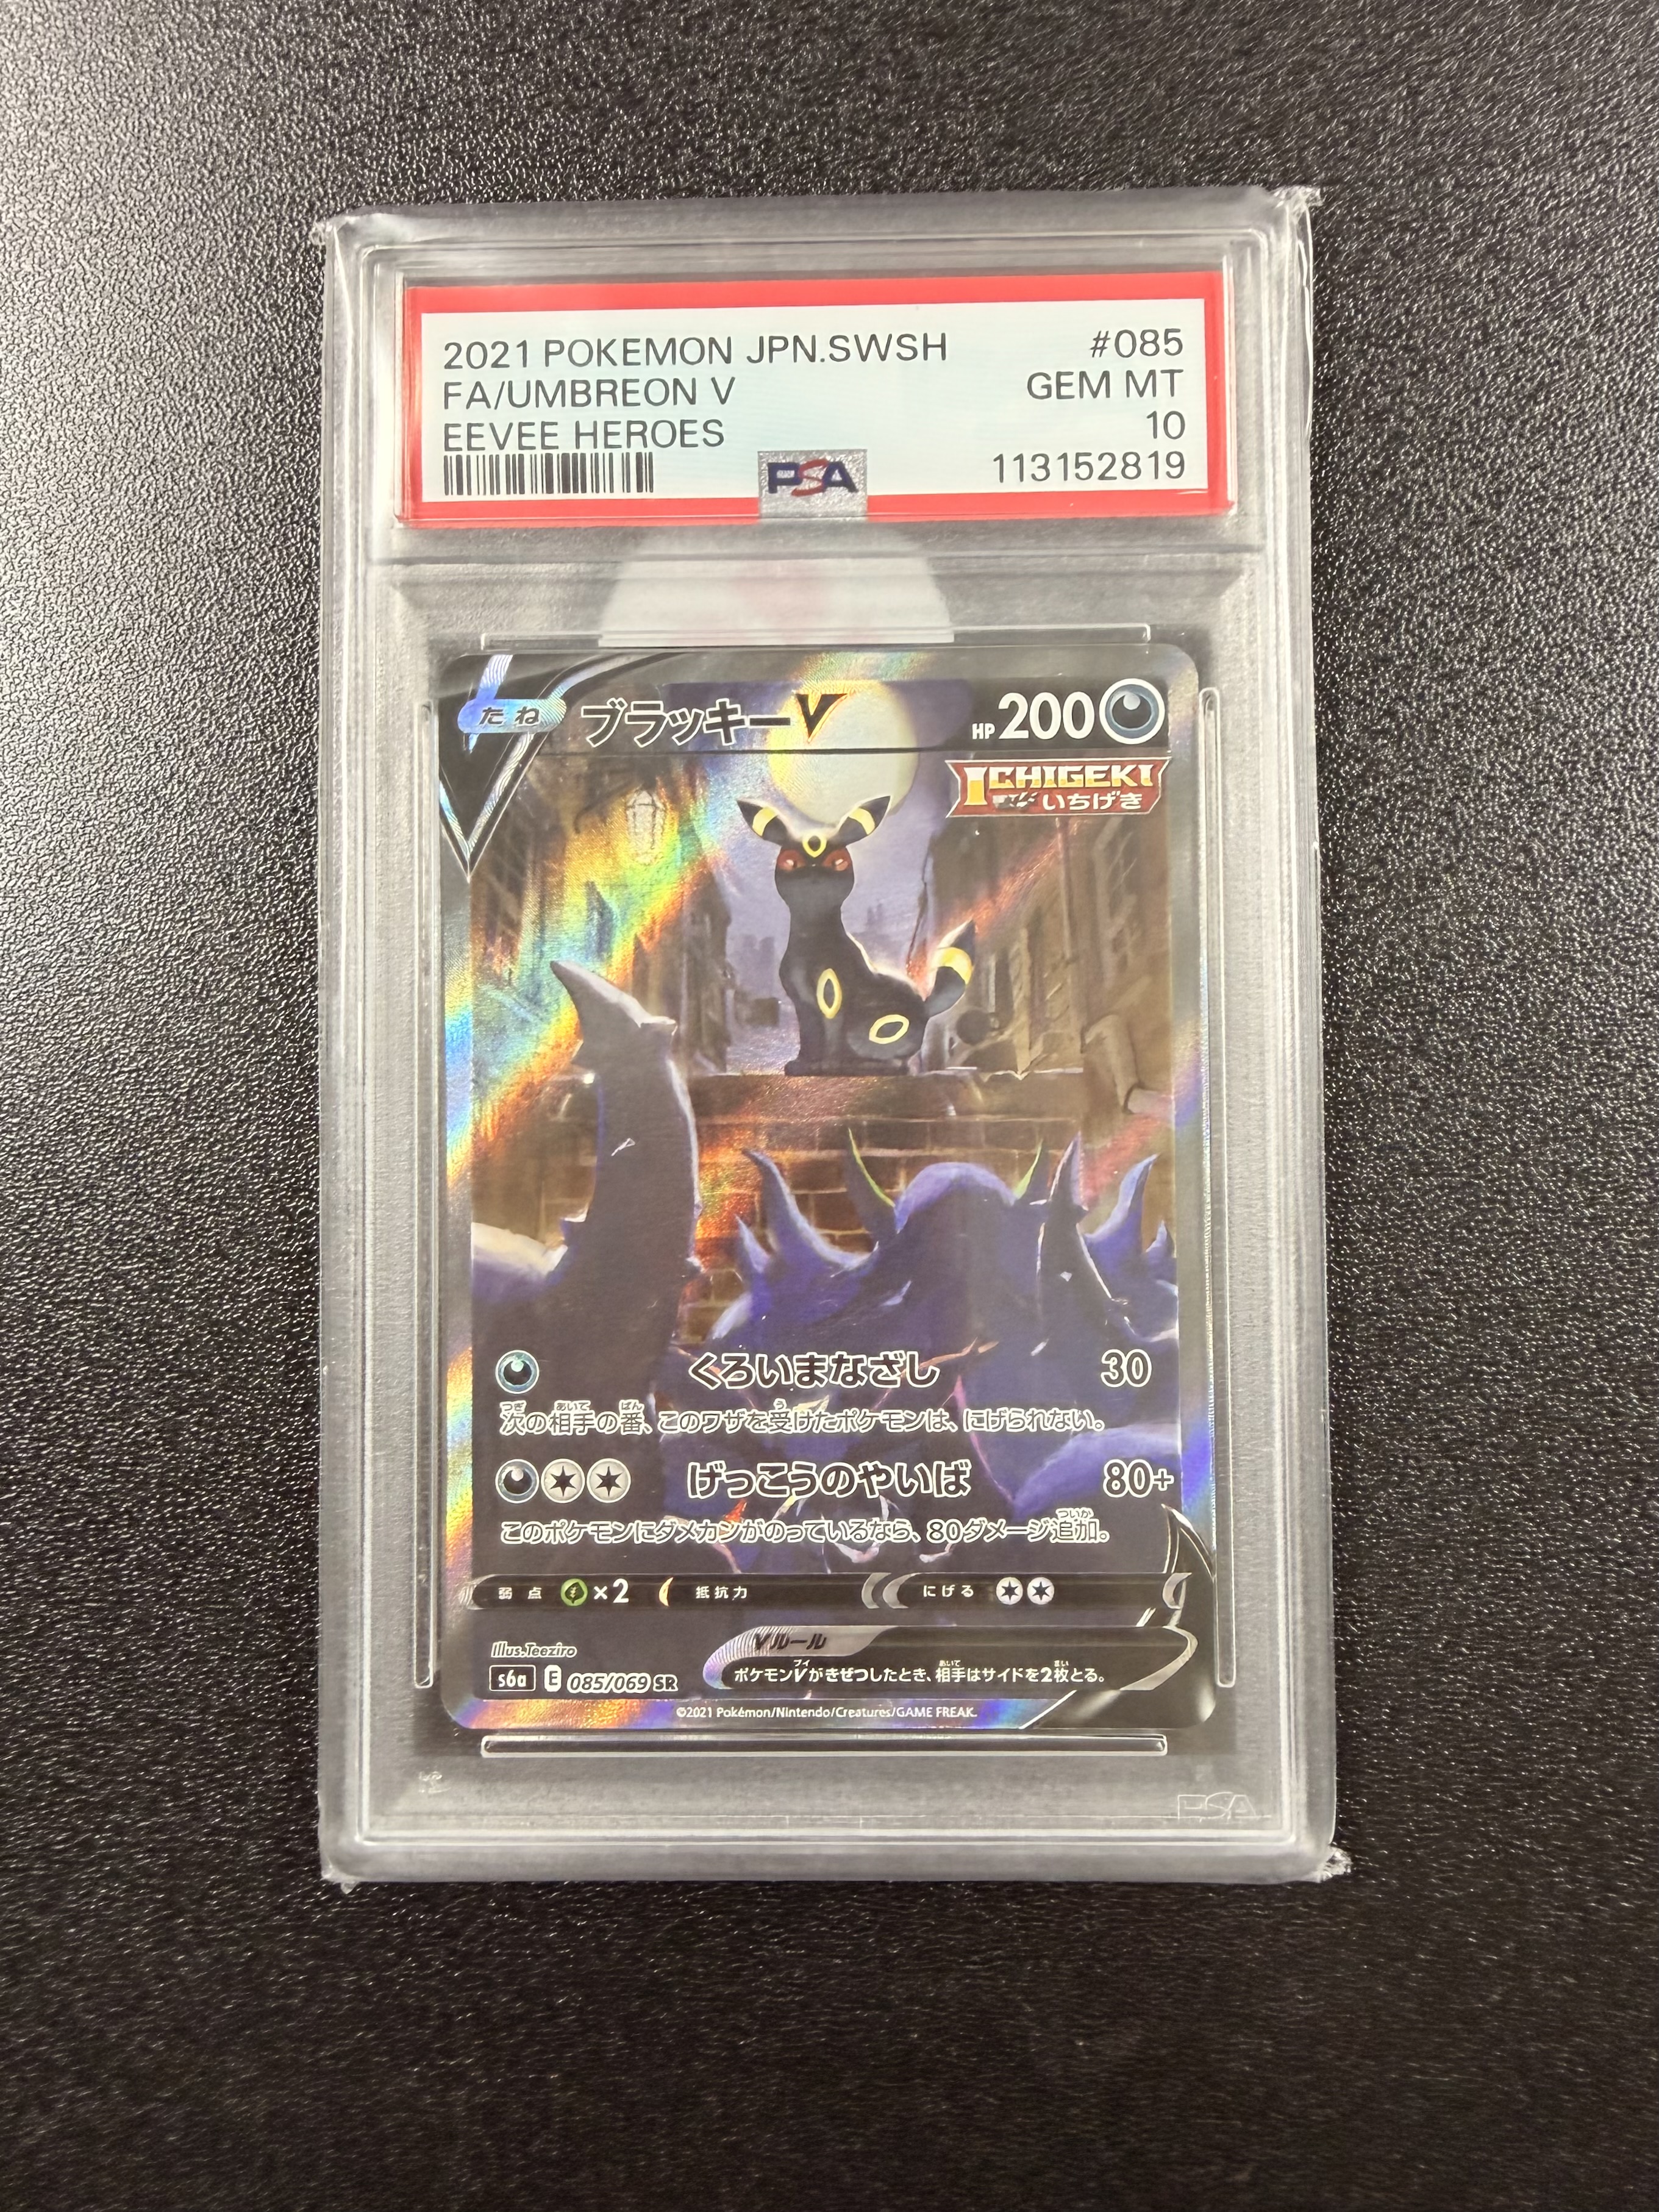 2021 POKEMON JPN.SWSH #085
FA/UMBREON V GEM MT
EEVEE HEROES 10
PSA 113152819
たね ブラッキーV HP200
ICHIGEKI
いちげき
くろいまなざし 30
次の相手の番、このワザを受けたポケモンは、にげられない。
げっこうのやいば 80+
このポケモンにダメカンがのっているなら、80ダメージ追加。
弱点 ×2 抵抗力 にげる
Illus.Teeziro
Vルール
ポケモンVがきぜつしたとき、相手はサイドを2枚とる。
s6a E 085/069 SR
©2021 Pokémon/Nintendo/Creatures/GAME FREAK.
PSA